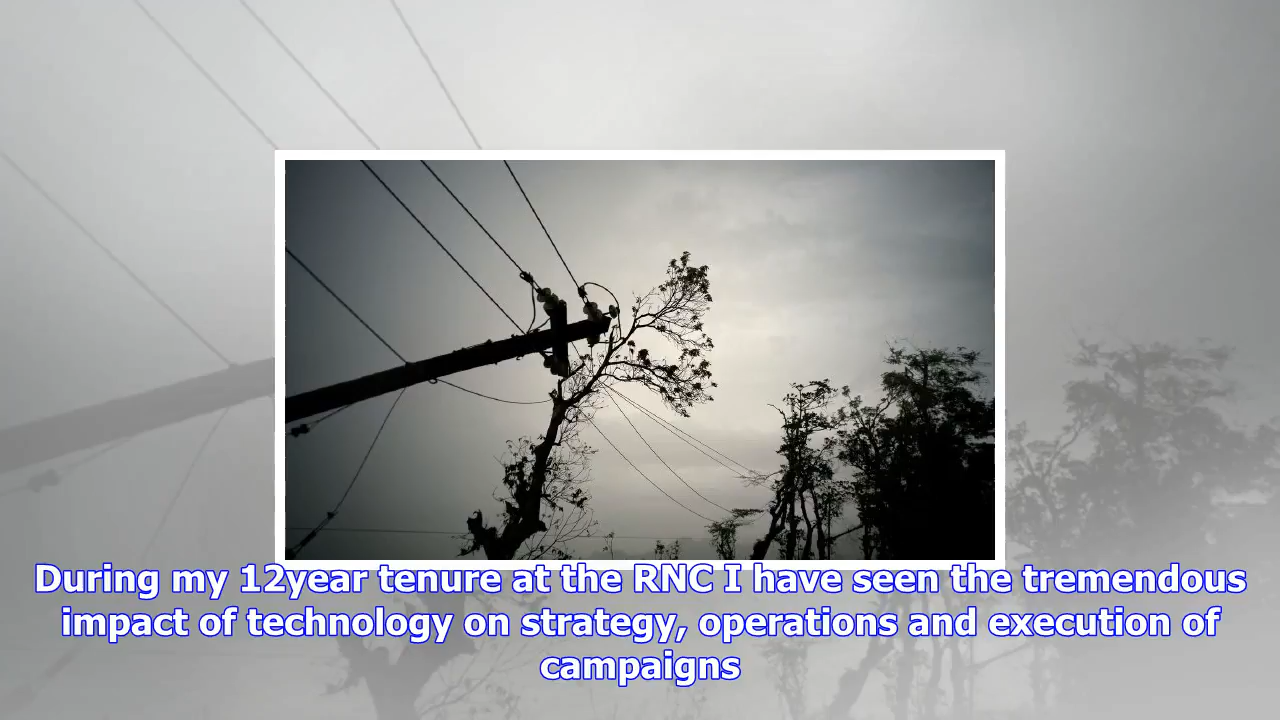 During my 12year tenure at the RNC I have seen the tremendous
impact of technology on strategy, operations and execution of
campaigns